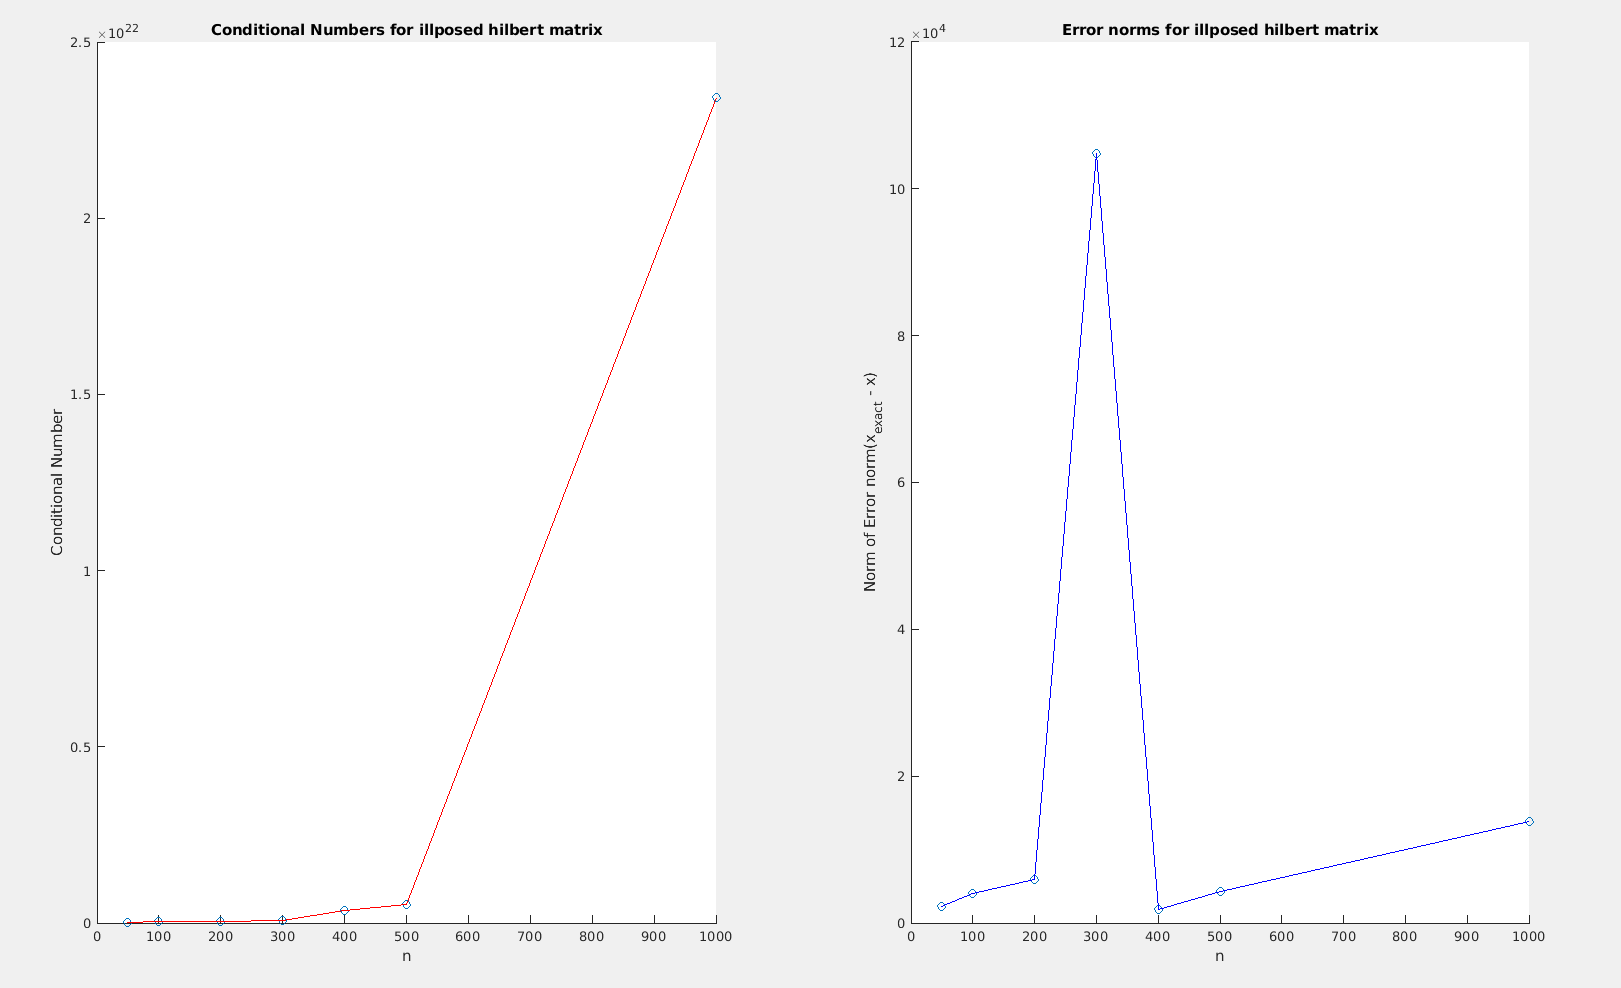 Conditional Numbers for illposed hilbert matrix
×10^22
2.5
2
1.5
1
0.5
0
Conditional Number
0 100 200 300 400 500 600 700 800 900 1000
n
Error norms for illposed hilbert matrix
×10^4
12
10
8
6
4
2
0
Norm of Error norm(x_exact - x)
0 100 200 300 400 500 600 700 800 900 1000
n